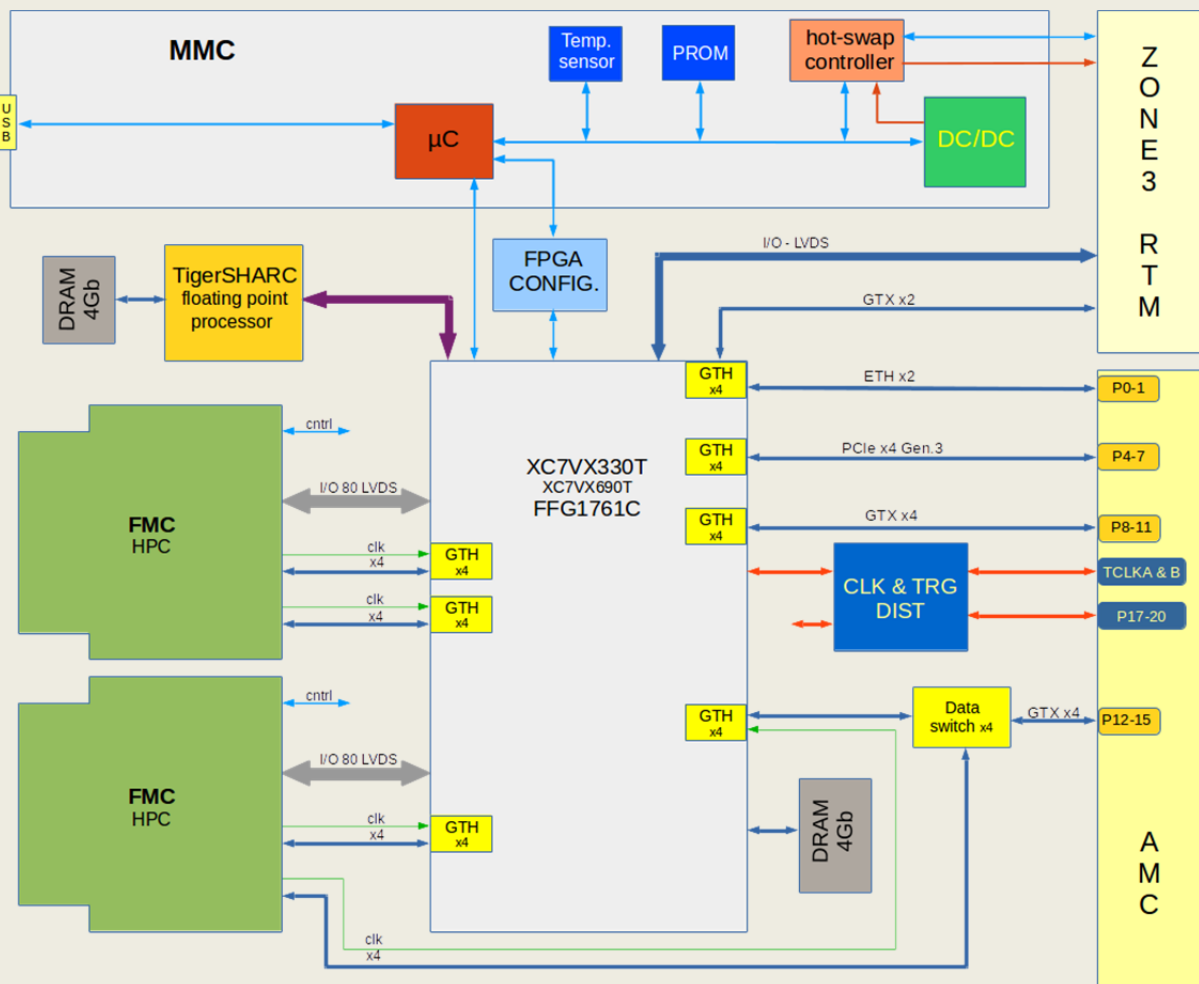 MMC
Temp.
sensor
PROM
hot-swap
controller
U
S
B
µC
DC/DC
Z
O
N
E
3
R
T
M
FPGA
CONFIG.
I/O - LVDS
GTX x2
DRAM
4Gb
TigerSHARC
floating point
processor
GTH
x4
ETH x2
P0-1
GTH
x4
PCIe x4 Gen.3
P4-7
GTH
x4
GTX x4
P8-11
XC7VX330T
XC7VX690T
FFG1761C
FMC
HPC
cntrl
I/O 80 LVDS
clk
x4
GTH
x4
clk
x4
GTH
x4
CLK & TRG
DIST
TCLKA & B
P17-20
FMC
HPC
cntrl
I/O 80 LVDS
clk
x4
GTH
x4
clk
x4
GTH
x4
Data
switch x4
GTX x4
P12-15
DRAM
4Gb
A
M
C